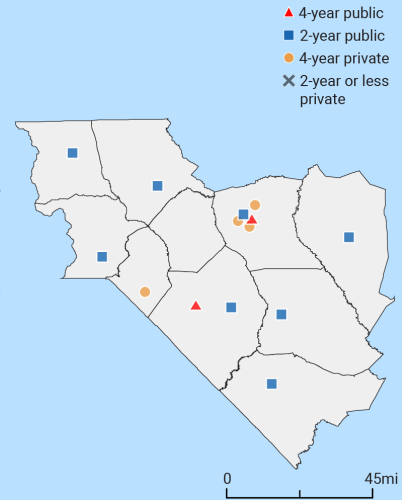 4-year public
2-year public
4-year private
2-year or less
private
0 45mi